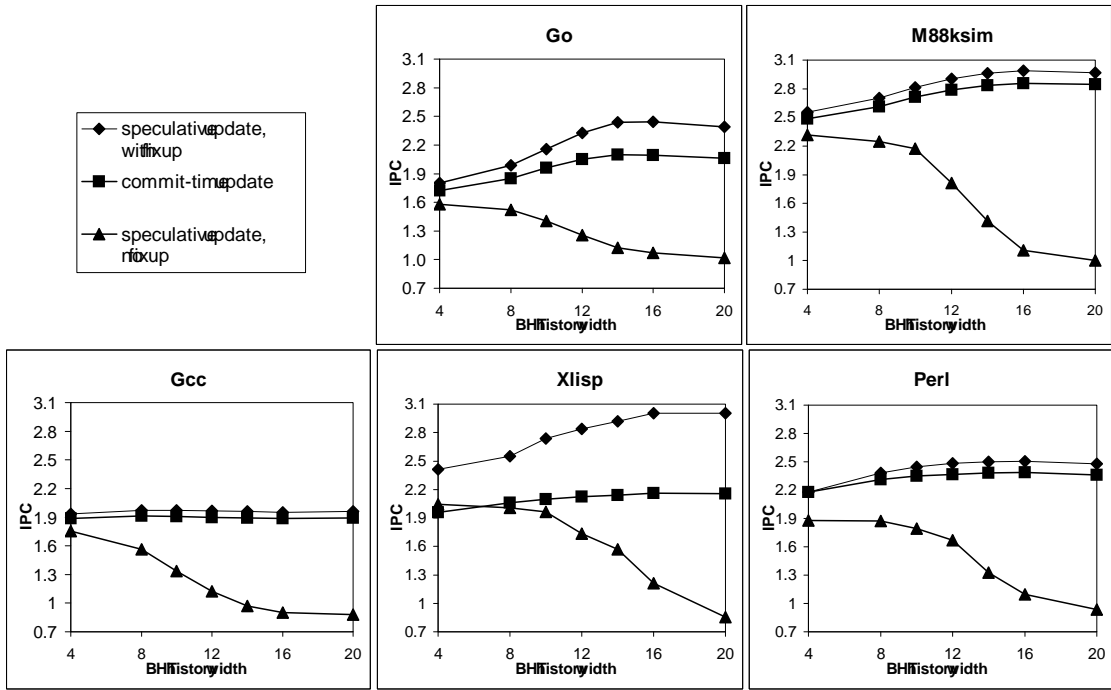 speculative update,
with fixup
commit-time update
speculative update,
no fixup
Go
IPC
3.1
2.8
2.5
2.2
1.9
1.6
1.3
1.0
0.7
4 8 12 16 20
BHT history width
M88ksim
IPC
3.1
2.8
2.5
2.2
1.9
1.6
1.3
1
0.7
4 8 12 16 20
BHT history width
Gcc
IPC
3.1
2.8
2.5
2.2
1.9
1.6
1.3
1
0.7
4 8 12 16 20
BHT history width
Xlisp
IPC
3.1
2.8
2.5
2.2
1.9
1.6
1.3
1
0.7
4 8 12 16 20
BHT history width
Perl
IPC
3.1
2.8
2.5
2.2
1.9
1.6
1.3
1
0.7
4 8 12 16 20
BHT history width